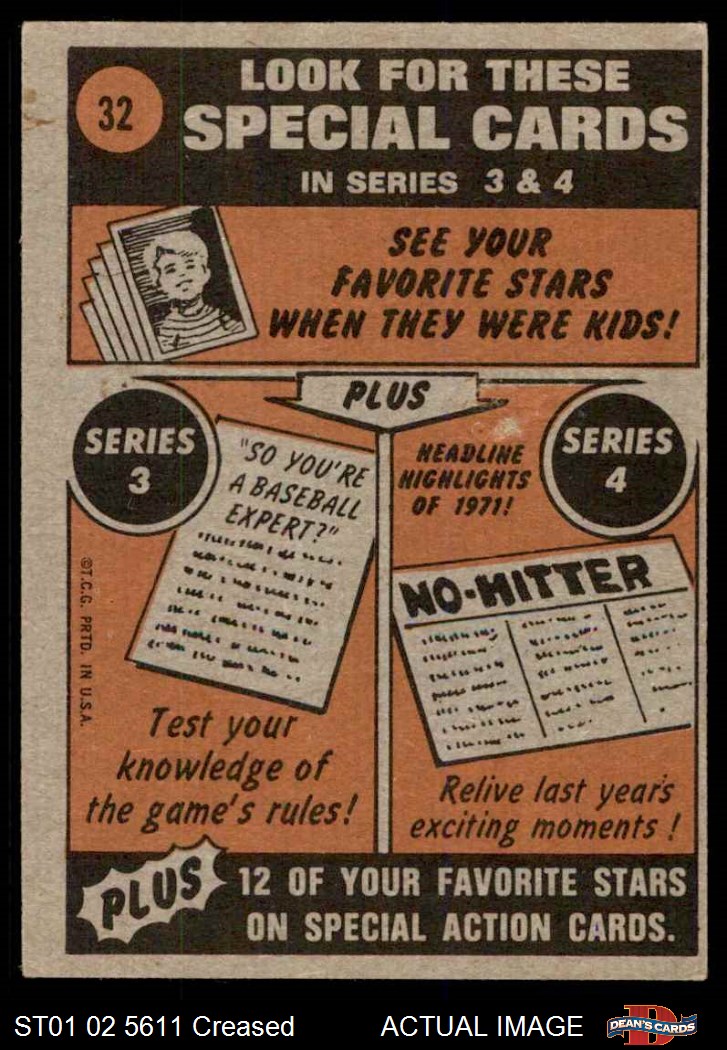 32
LOOK FOR THESE
SPECIAL CARDS
IN SERIES 3 & 4
SEE YOUR
FAVORITE STARS
WHEN THEY WERE KIDS!
PLUS
SERIES
3
"SO YOU'RE
A BASEBALL
EXPERT?"
Test your
knowledge of
the game's rules!
HEADLINE
HIGHLIGHTS
OF 1971!
SERIES
4
NO-HITTER
Relive last year's
exciting moments!
©T.C.G. PRTD. IN U.S.A.
PLUS
12 OF YOUR FAVORITE STARS
ON SPECIAL ACTION CARDS.
ST01 02 5611 Creased
ACTUAL IMAGE
D
DEAN'S CARDS